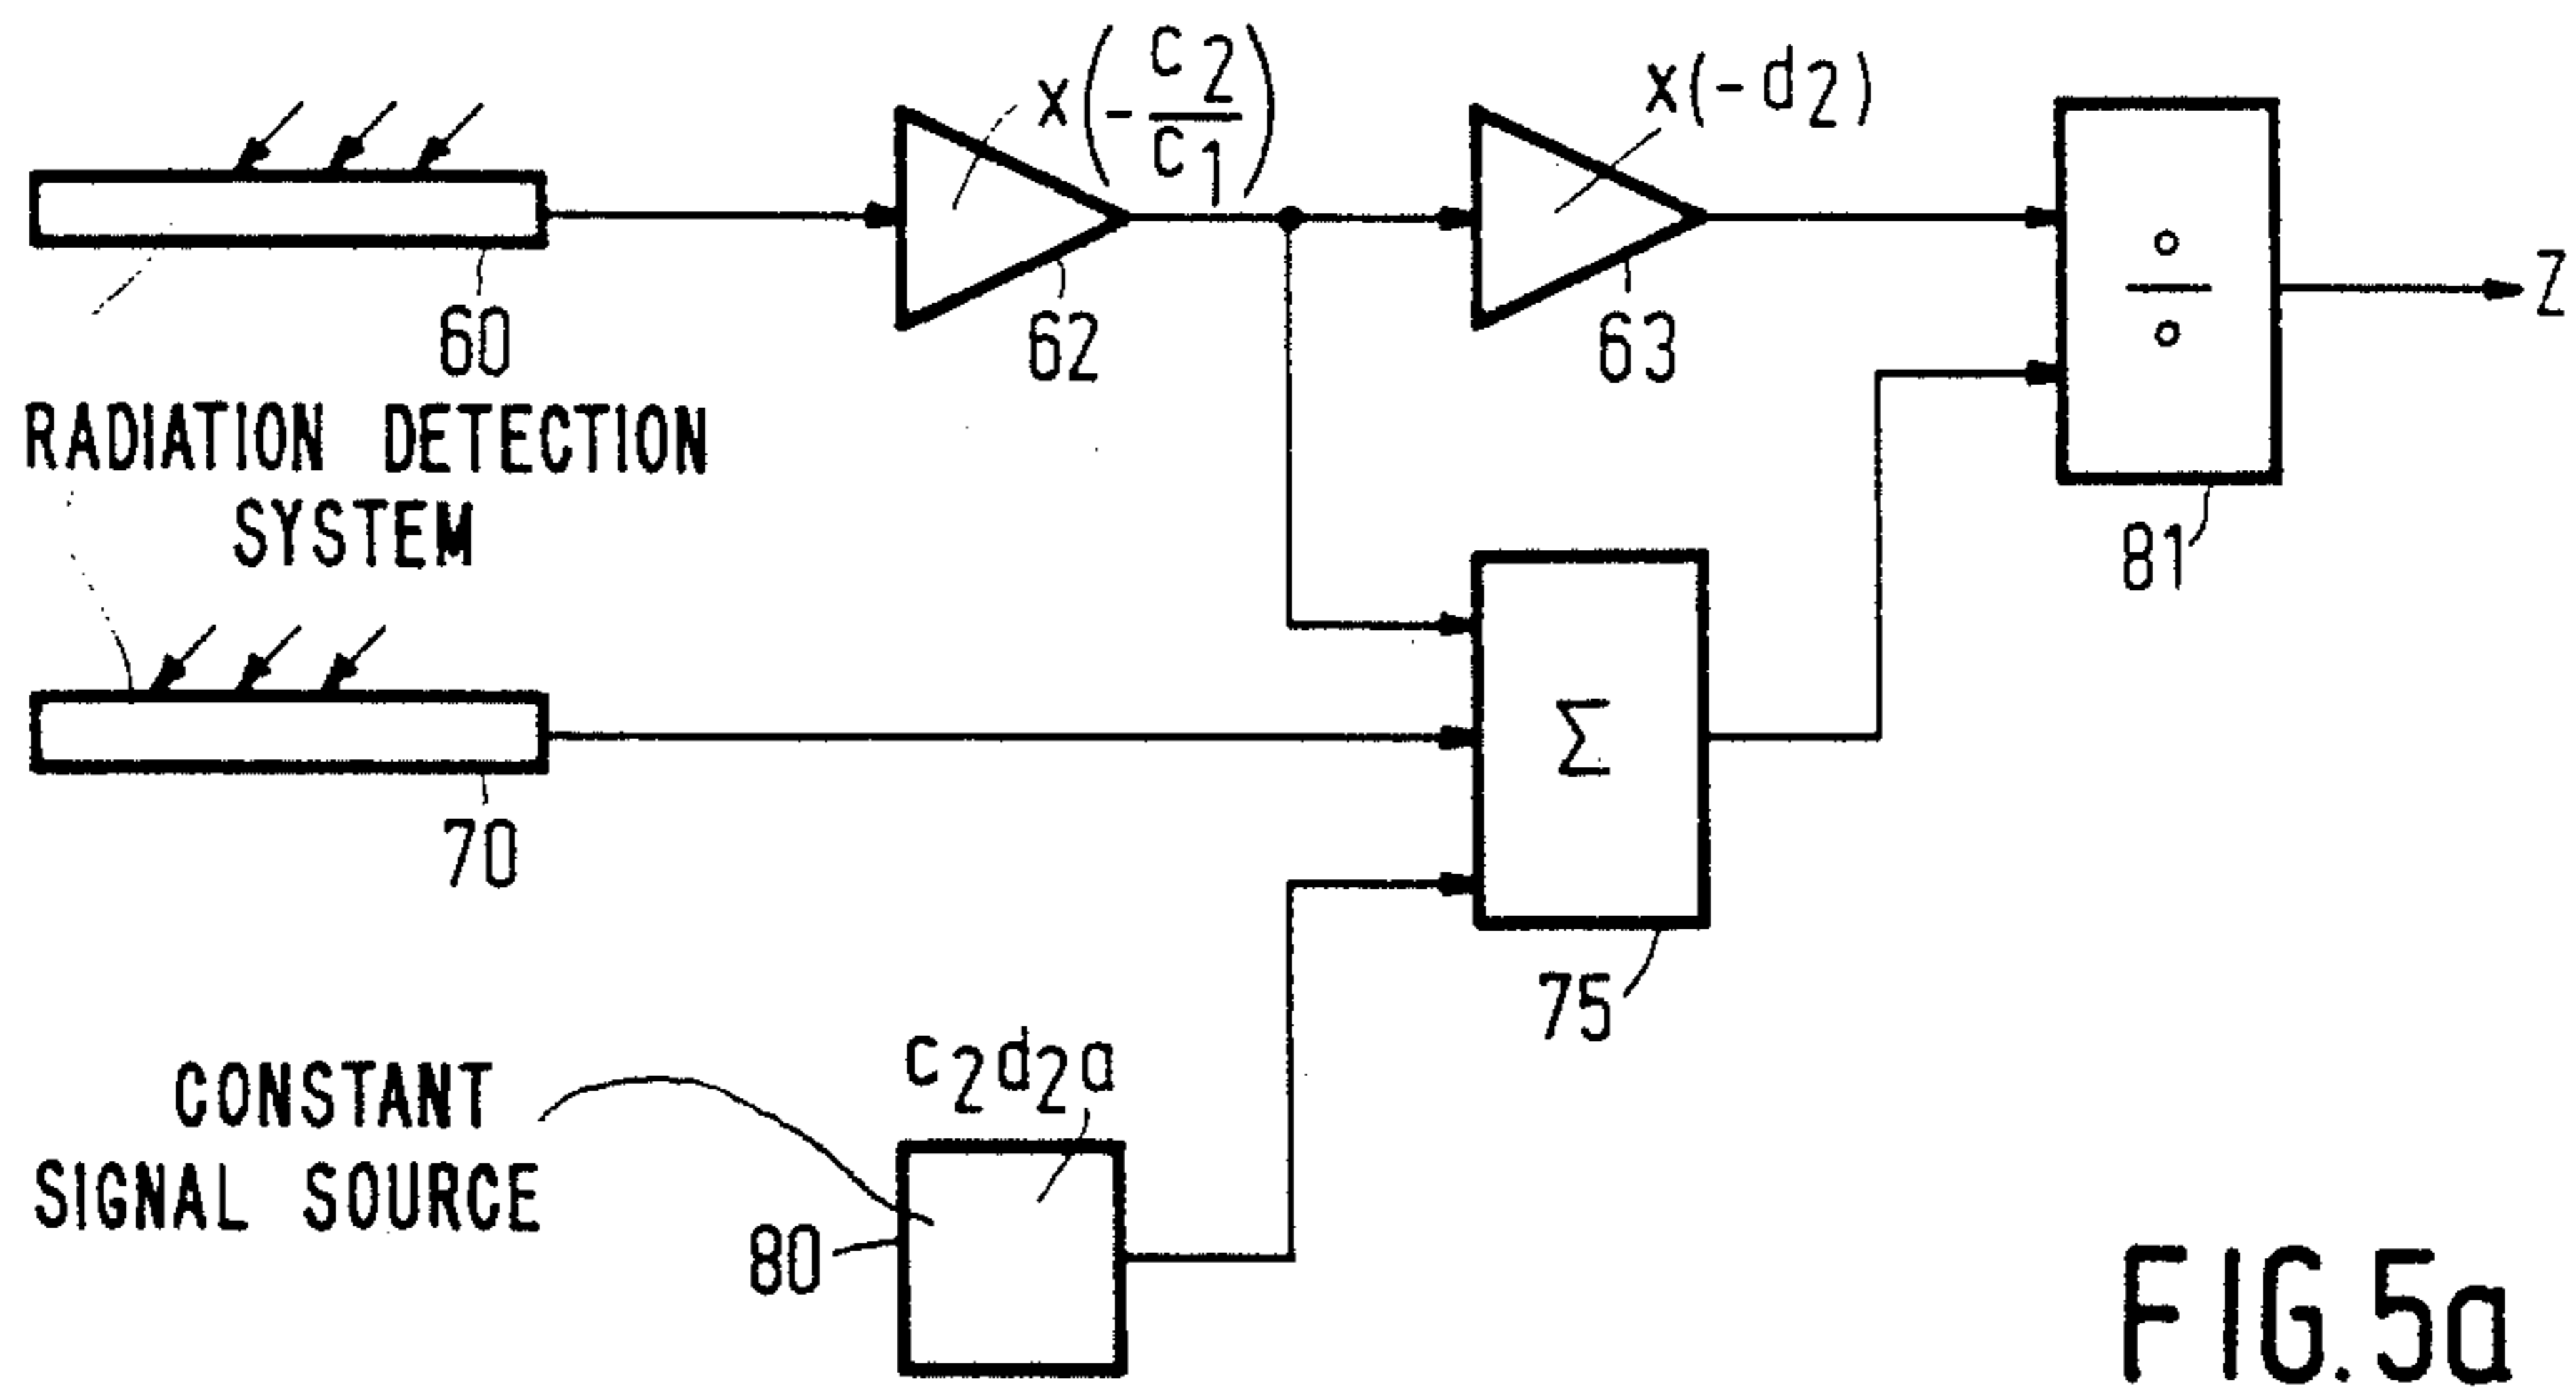 x(-c2/c1)
x(-d2)
60
62
63
÷
Z
81
RADIATION DETECTION
SYSTEM
Σ
70
75
c2d2a
CONSTANT
SIGNAL SOURCE
80
FIG.5a